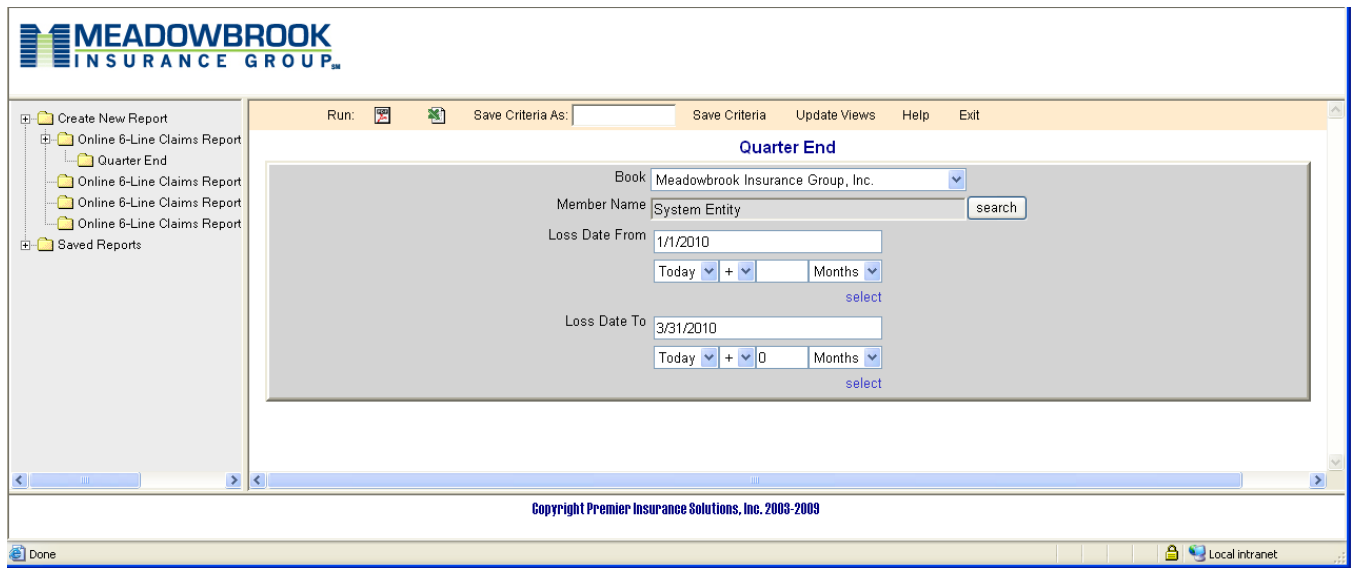 MEADOWBROOK
INSURANCE GROUP SM
Create New Report
Online 6-Line Claims Report
Quarter End
Online 6-Line Claims Report
Online 6-Line Claims Report
Online 6-Line Claims Report
Saved Reports
Run: Save Criteria As: Save Criteria Update Views Help Exit
Quarter End
Book Meadowbrook Insurance Group, Inc.
Member Name System Entity search
Loss Date From 1/1/2010
Today + Months
select
Loss Date To 3/31/2010
Today + 0 Months
select
Copyright Premier Insurance Solutions, Inc. 2003-2009
Done Local intranet